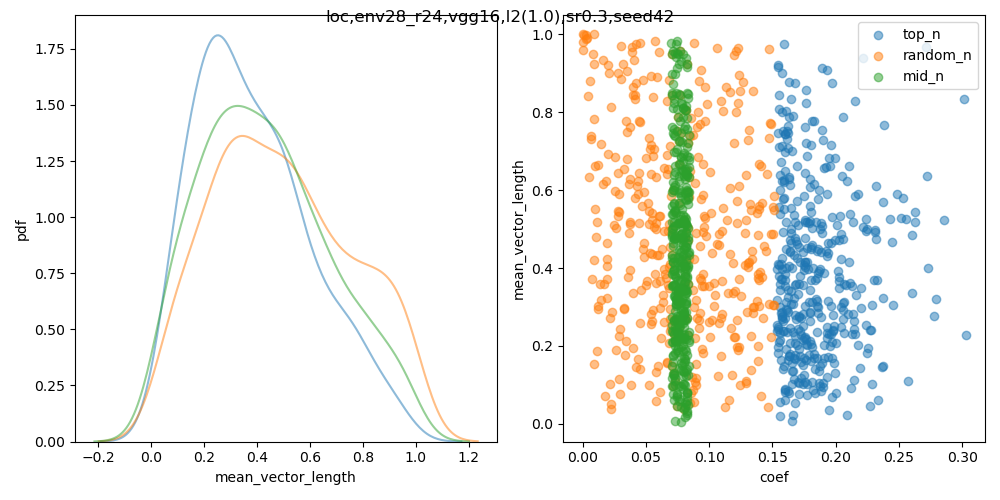 loc,env28_r24,vgg16,l2(1.0),sr0.3,seed42
pdf
1.75
1.50
1.25
1.00
0.75
0.50
0.25
0.00
−0.2 0.0 0.2 0.4 0.6 0.8 1.0 1.2
mean_vector_length
mean_vector_length
1.0
0.8
0.6
0.4
0.2
0.0
0.00 0.05 0.10 0.15 0.20 0.25 0.30
coef
top_n
random_n
mid_n